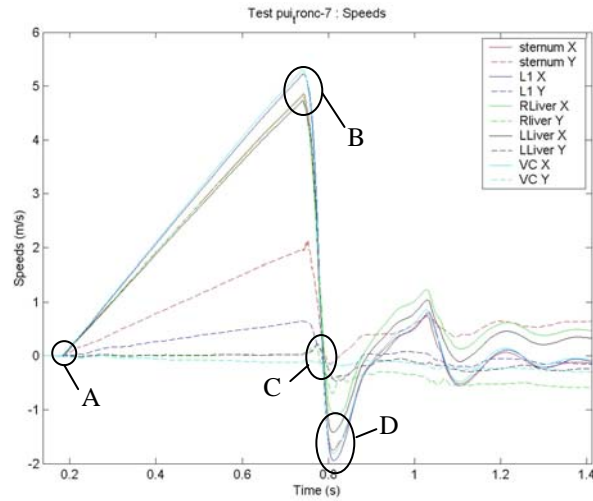 Test pui_tronc-7 : Speeds
Speeds (m/s)
6
5
4
3
2
1
0
-1
-2
0.2
0.4
0.6
0.8
1
1.2
1.4
Time (s)
sternum X
sternum Y
L1 X
L1 Y
RLiver X
Rliver Y
LLiver X
LLiver Y
VC X
VC Y
A
B
C
D